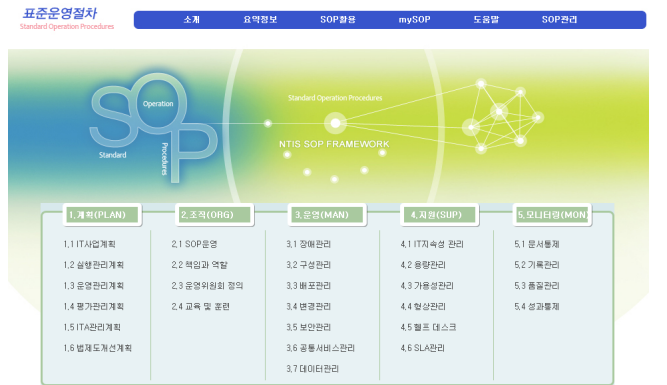 표준운영절차
Standard Operation Procedures
소개 요약정보 SOP활용 mySOP 도움말 SOP관리
SOP
Operation
Standard
Procedures
Standard Operation Procedures
NTIS SOP FRAMEWORK
1.계획(PLAN)
1.1 IT사업계획
1.2 실행관리계획
1.3 운영관리계획
1.4 평가관리계획
1.5 ITA관리계획
1.6 법제도개선계획
2.조직(ORG)
2.1 SOP운영
2.2 책임과 역할
2.3 운영위원회 정의
2.4 교육 및 훈련
3.운영(MAN)
3.1 장애관리
3.2 구성관리
3.3 배포관리
3.4 변경관리
3.5 보안관리
3.6 공통서비스관리
3.7 데이터관리
4.지원(SUP)
4.1 IT지속성 관리
4.2 용량관리
4.3 가용성관리
4.4 형상관리
4.5 헬프 데스크
4.6 SLA관리
5.모니터링(MON)
5.1 문서통제
5.2 기록관리
5.3 품질관리
5.4 성과통제